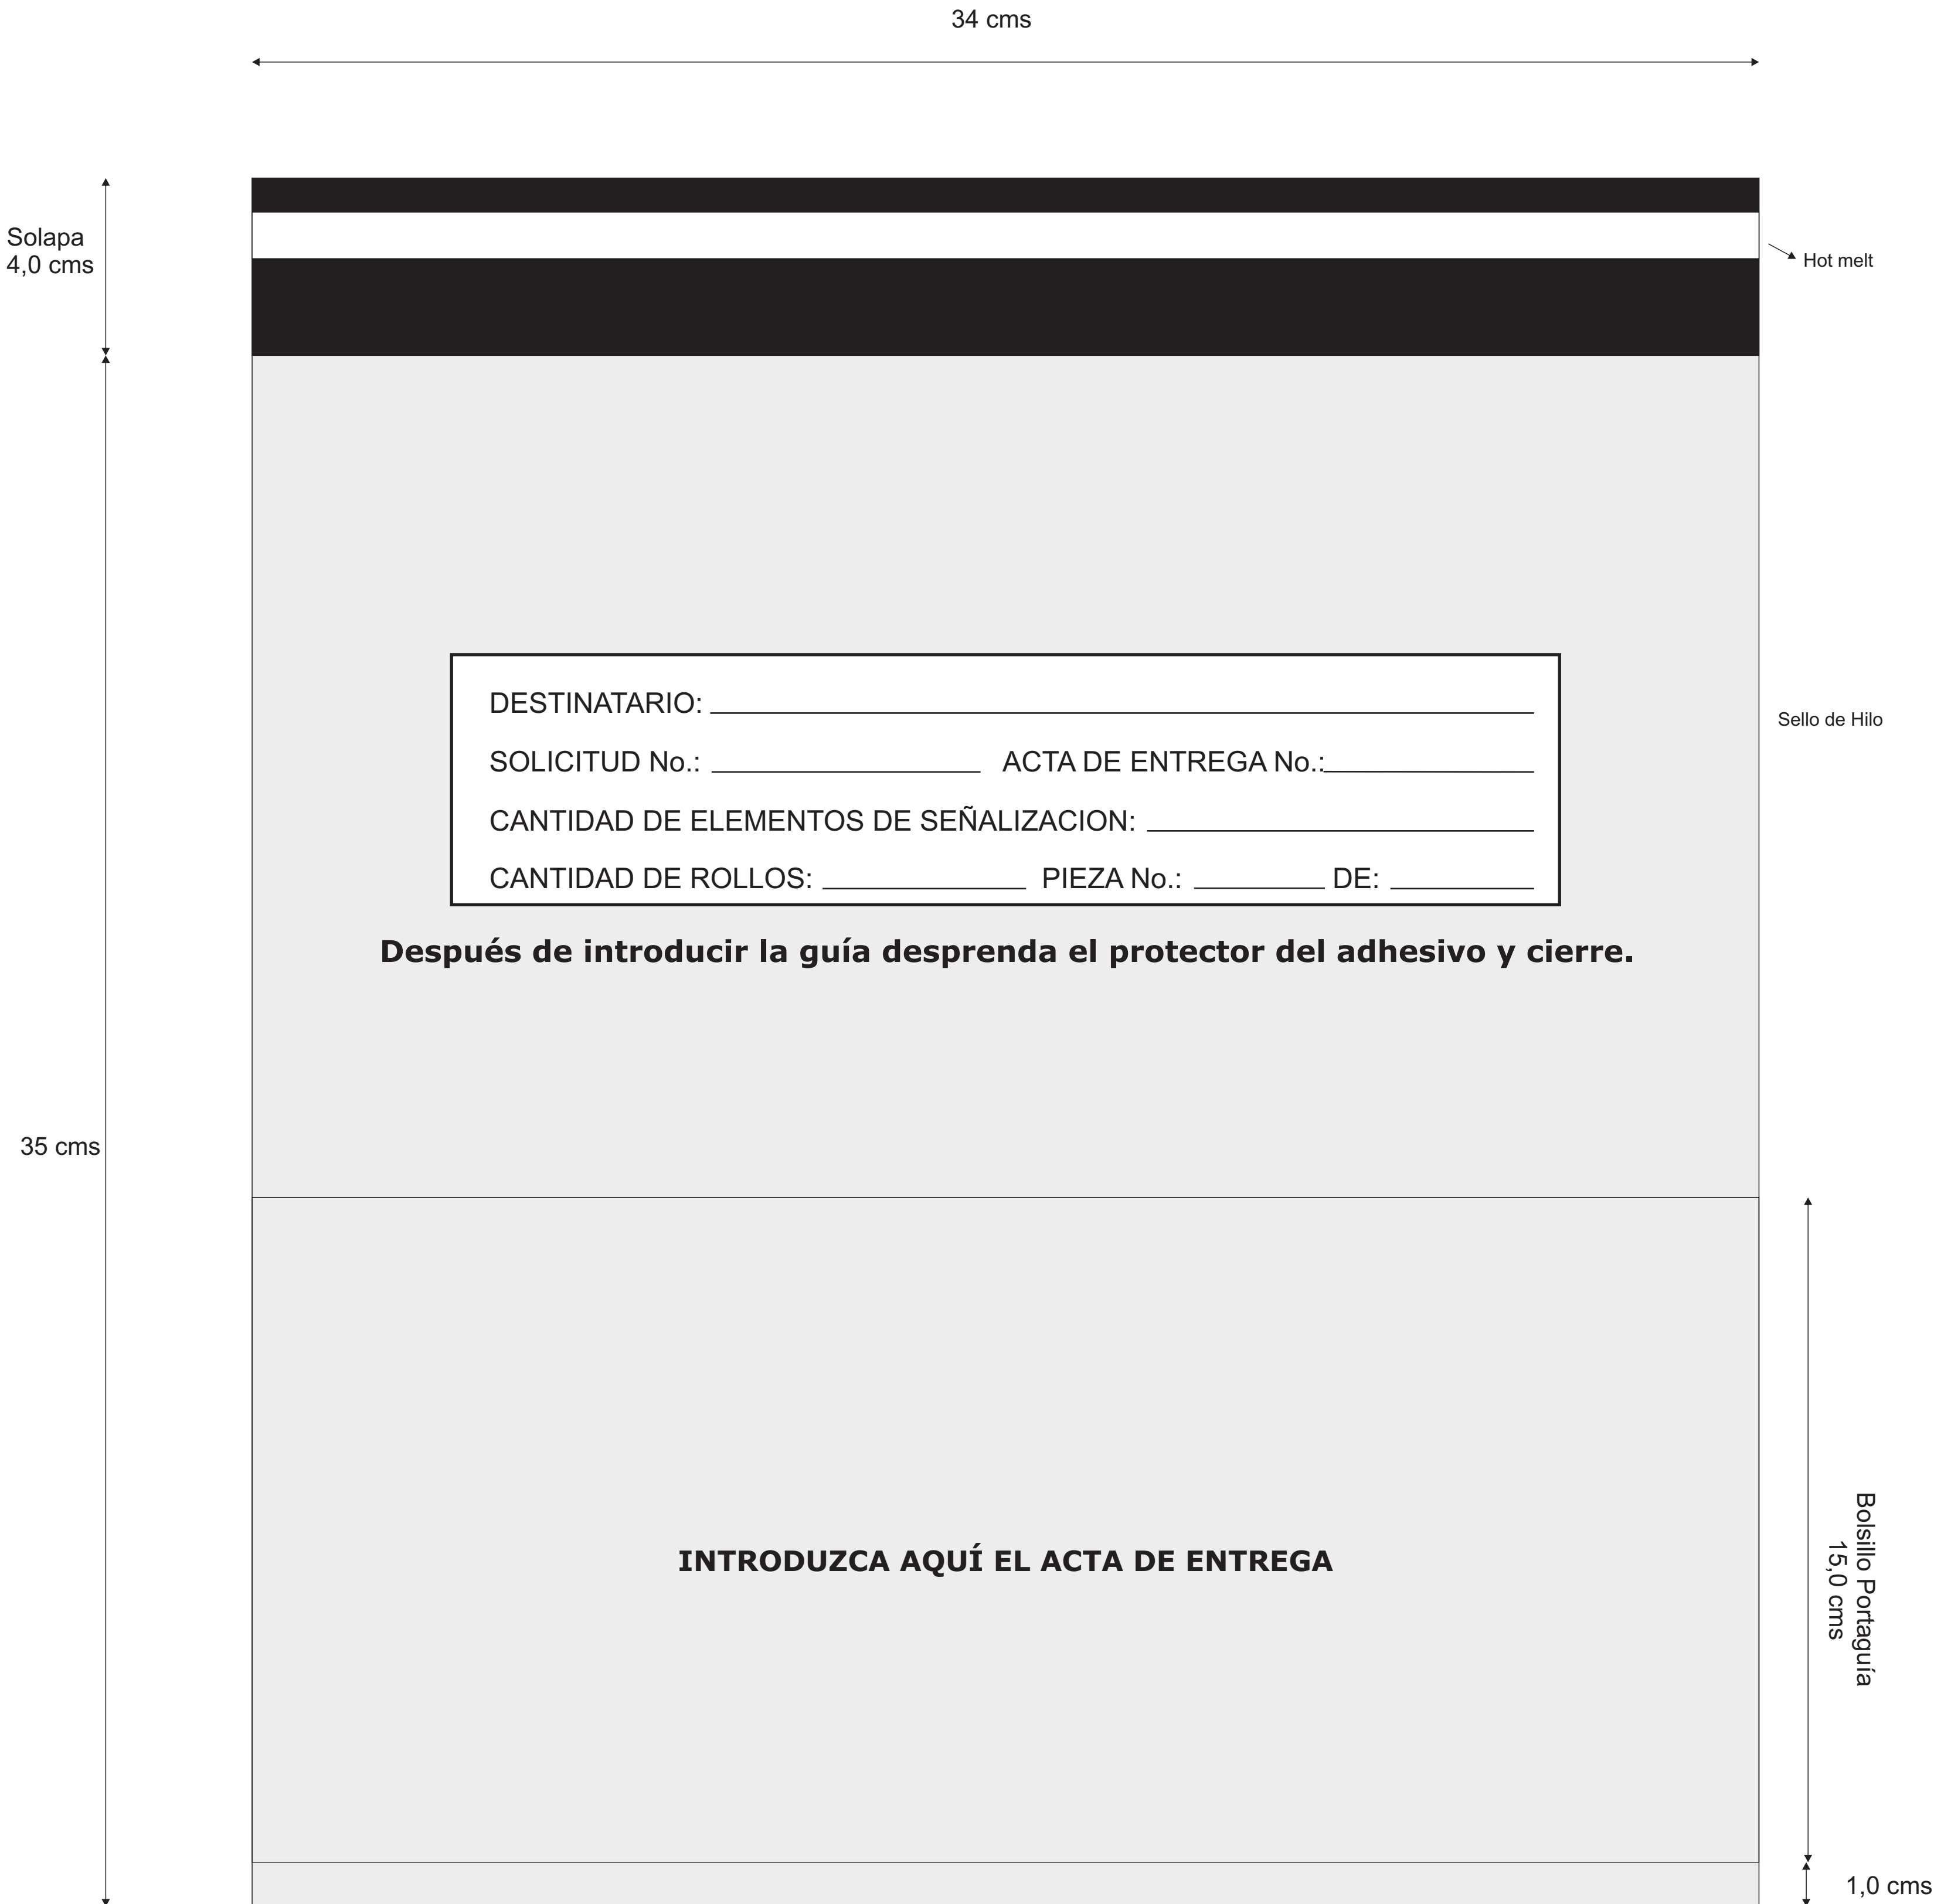 34 cms
Solapa
4,0 cms
Hot melt
DESTINATARIO:
Sello de Hilo
SOLICITUD No.: ACTA DE ENTREGA No.:
CANTIDAD DE ELEMENTOS DE SEÑALIZACION:
CANTIDAD DE ROLLOS: PIEZA No.: DE:
Después de introducir la guía desprenda el protector del adhesivo y cierre.
35 cms
INTRODUZCA AQUÍ EL ACTA DE ENTREGA
Bolsillo Portaguía
15,0 cms
1,0 cms